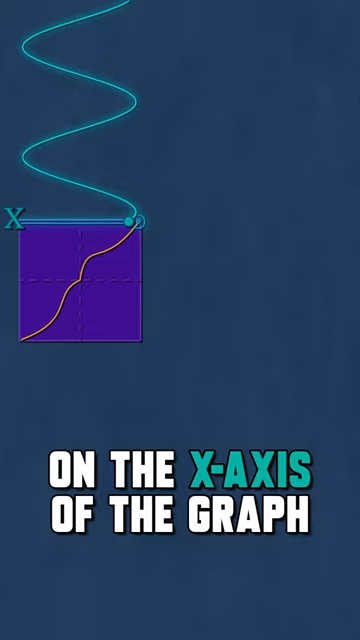 X
ON THE X-AXIS
OF THE GRAPH